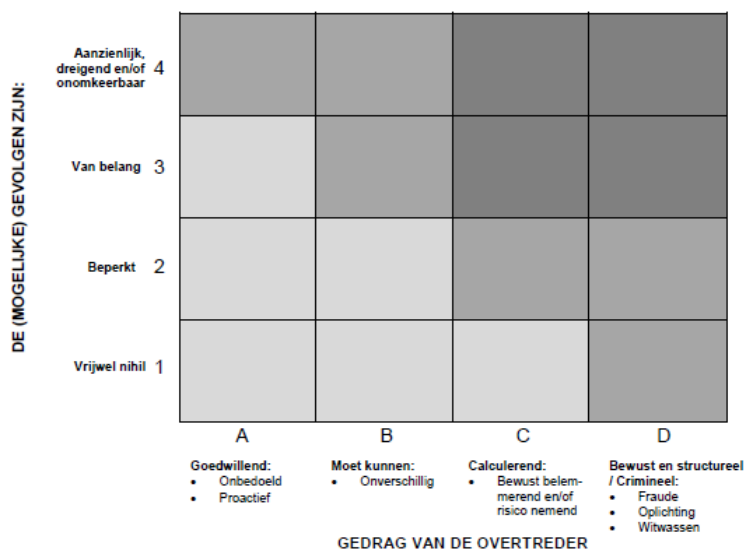 DE (MOGELIJKE) GEVOLGEN ZIJN:
Aanzienlijk,
dreigend en/of
onomkeerbaar
4
Van belang 3
Beperkt 2
Vrijwel nihil 1
A B C D
Goedwillend:
• Onbedoeld
• Proactief
Moet kunnen:
• Onverschillig
Calculerend:
• Bewust belem-
merend en/of
risico nemend
Bewust en structureel
/ Crimineel:
• Fraude
• Oplichting
• Witwassen
GEDRAG VAN DE OVERTREDER